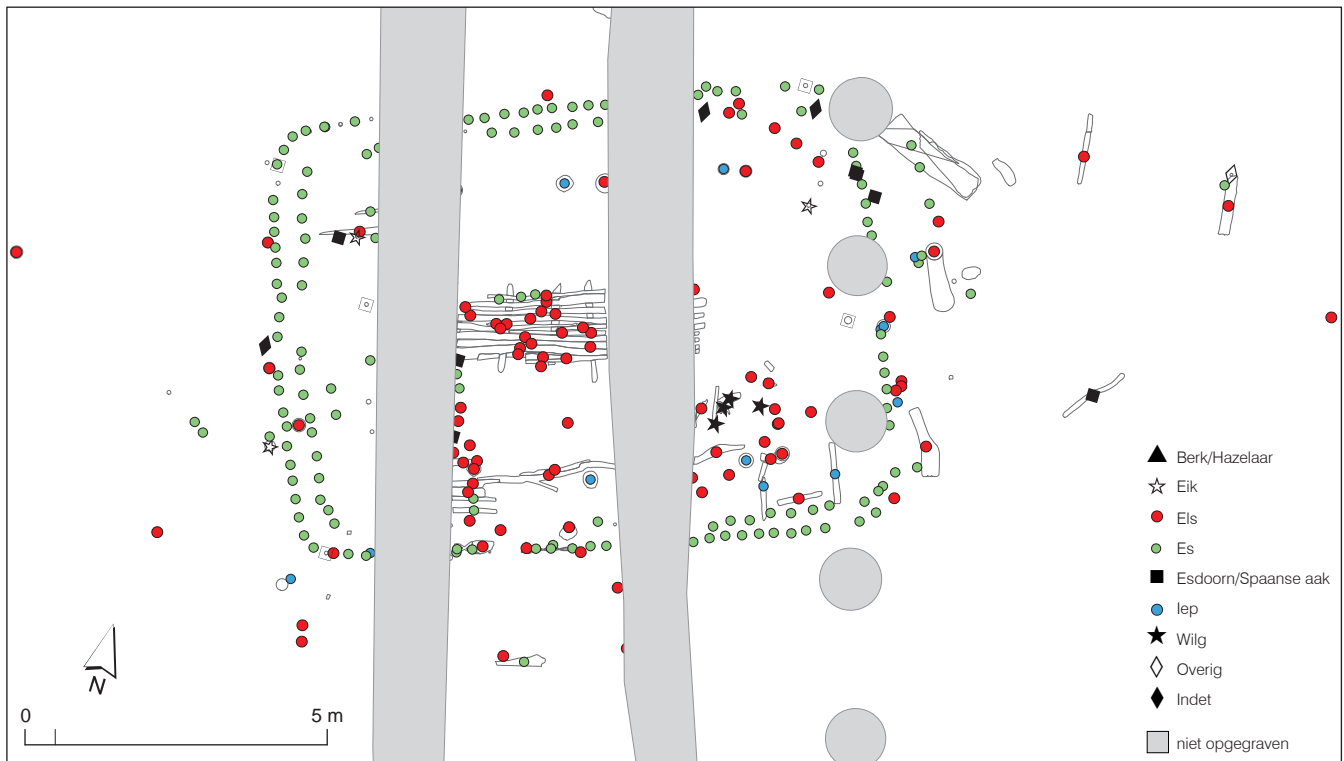 Berk/Hazelaar
Eik
Els
Es
Esdoorn/Spaanse aak
Iep
Wilg
Overig
Indet
niet opgegraven
N
0 5 m